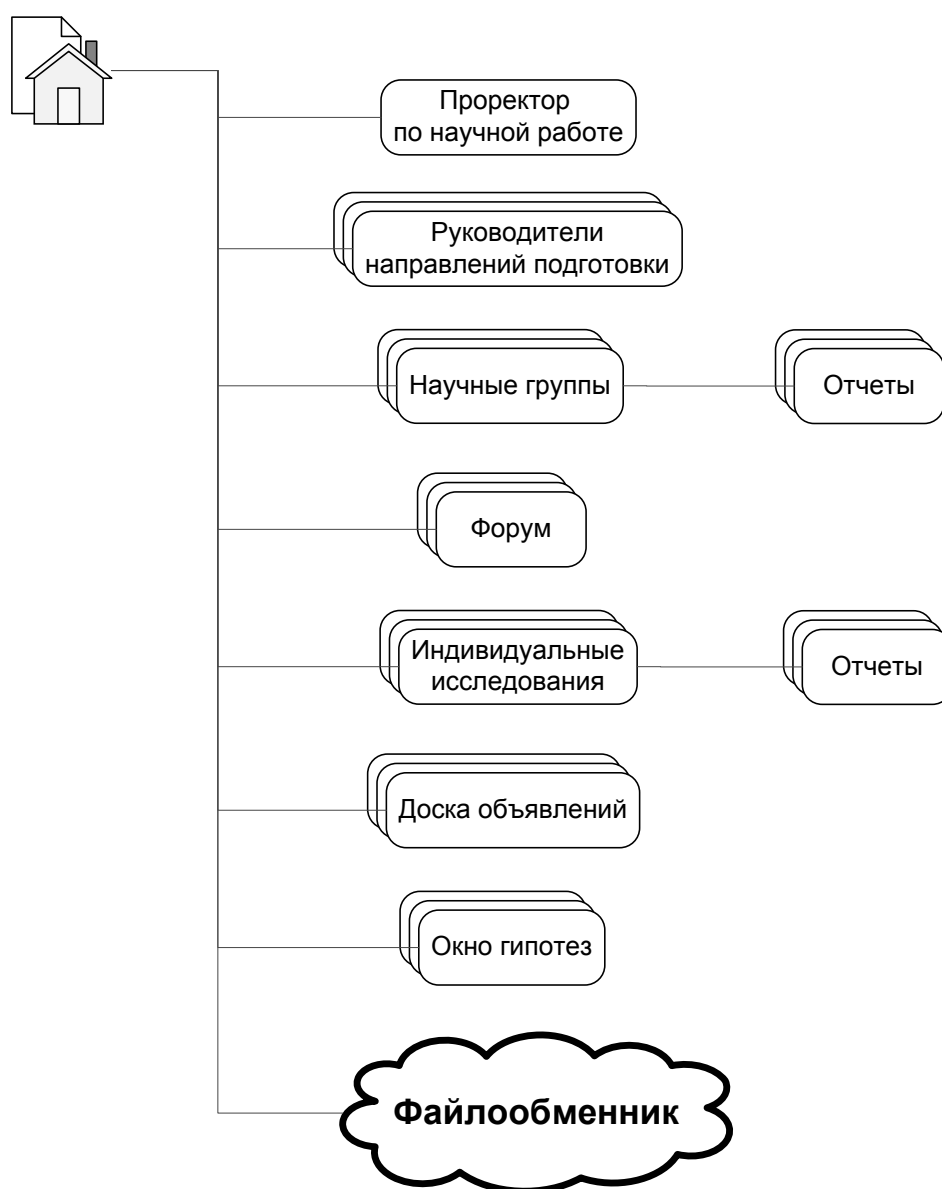 Проректор
по научной работе
Руководители
направлений подготовки
Научные группы
Отчеты
Форум
Индивидуальные
исследования
Отчеты
Доска объявлений
Окно гипотез
Файлообменник